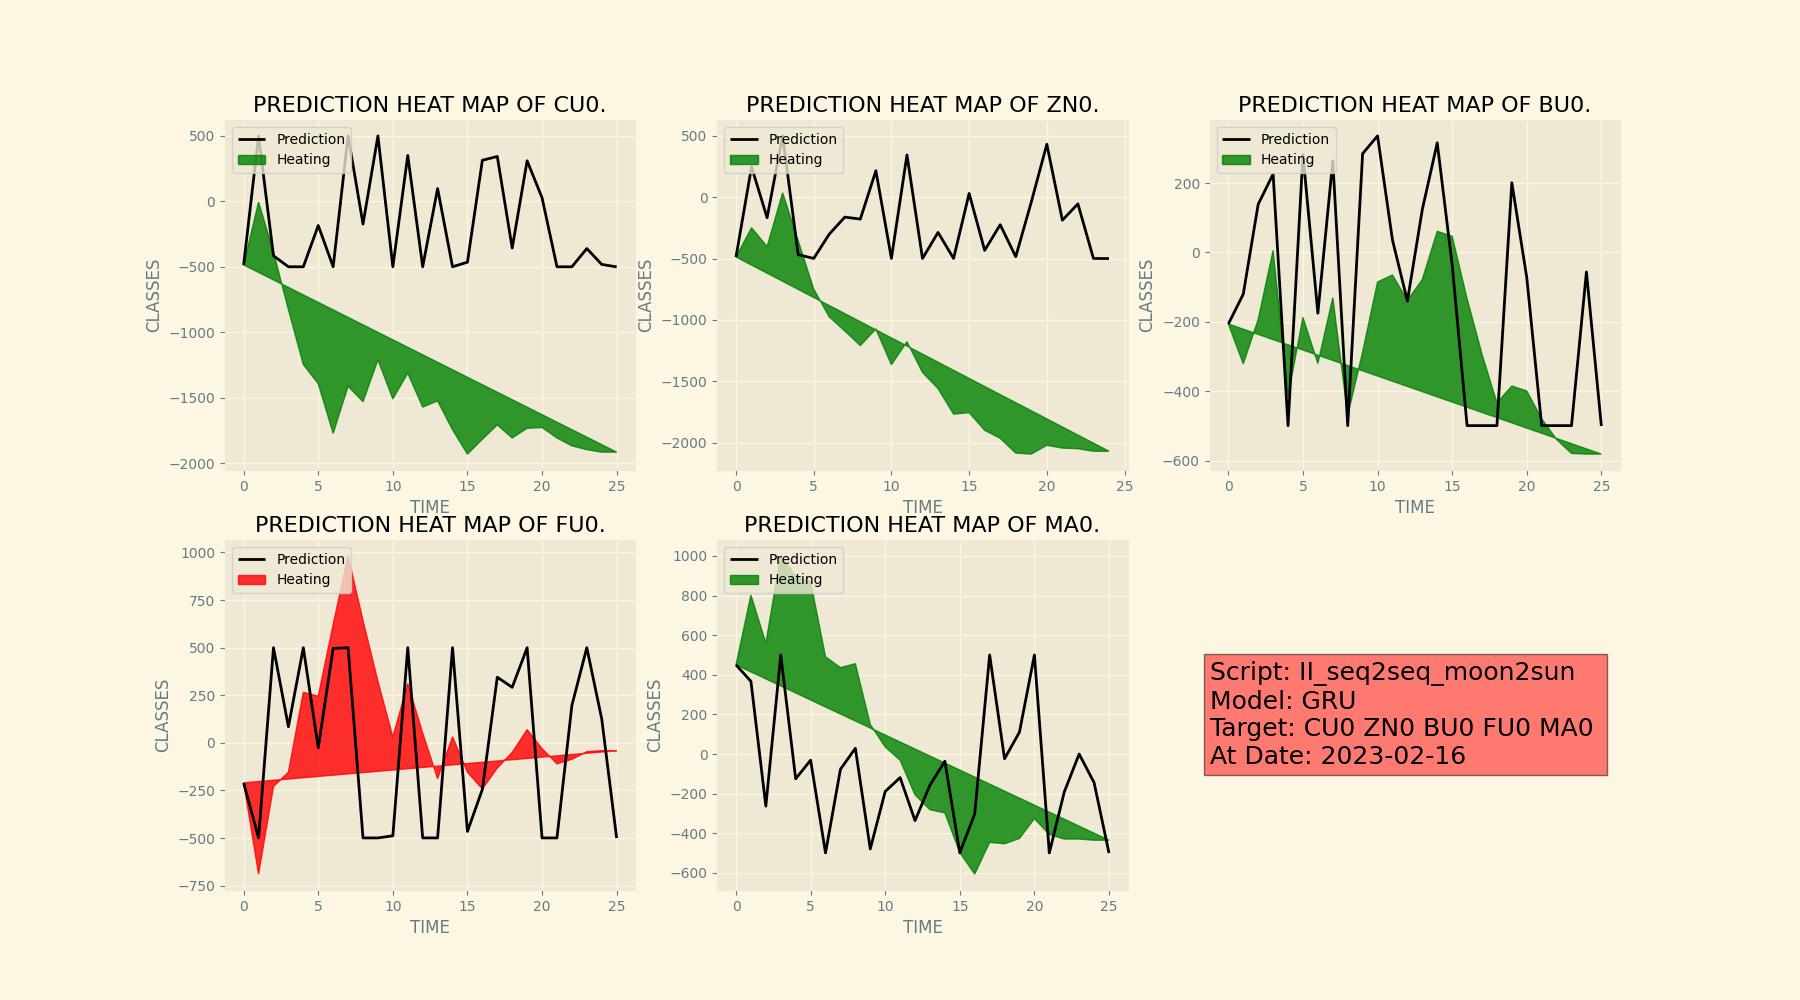 PREDICTION HEAT MAP OF CU0.
Prediction
Heating
500
0
−500
−1000
−1500
−2000
CLASSES
0 5 10 15 20 25
TIME
PREDICTION HEAT MAP OF ZN0.
Prediction
Heating
500
0
−500
−1000
−1500
−2000
CLASSES
0 5 10 15 20 25
TIME
PREDICTION HEAT MAP OF BU0.
Prediction
Heating
200
0
−200
−400
−600
CLASSES
0 5 10 15 20 25
TIME
PREDICTION HEAT MAP OF FU0.
Prediction
Heating
1000
750
500
250
0
−250
−500
−750
CLASSES
0 5 10 15 20 25
TIME
PREDICTION HEAT MAP OF MA0.
Prediction
Heating
1000
800
600
400
200
0
−200
−400
−600
CLASSES
0 5 10 15 20 25
TIME
Script: II_seq2seq_moon2sun
Model: GRU
Target: CU0 ZN0 BU0 FU0 MA0
At Date: 2023-02-16